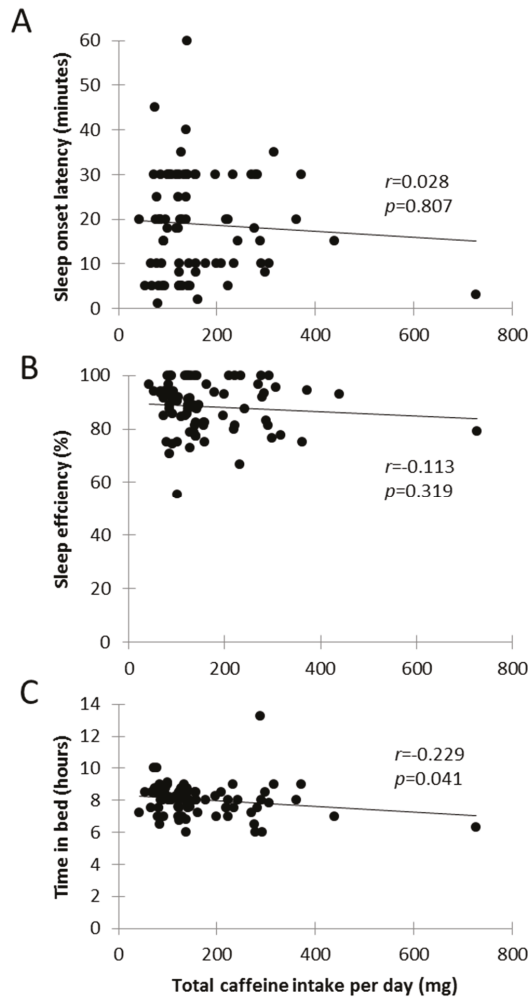 A
Sleep onset latency (minutes)
60
50
40
30
20
10
0
r=0.028
p=0.807
0 200 400 600 800
B
Sleep effciency (%)
100
80
60
40
20
0
r=-0.113
p=0.319
0 200 400 600 800
C
Time in bed (hours)
14
12
10
8
6
4
2
0
r=-0.229
p=0.041
0 200 400 600 800
Total caffeine intake per day (mg)